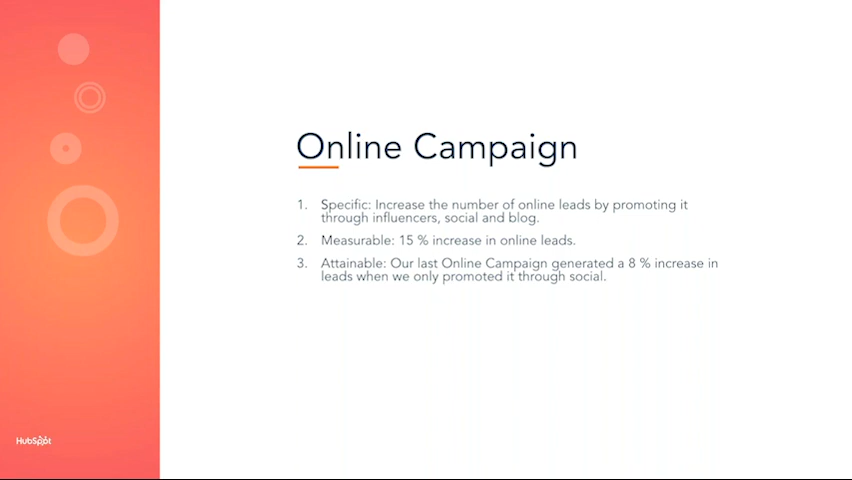 Online Campaign
1. Specific: Increase the number of online leads by promoting it
through influencers, social and blog.
2. Measurable: 15 % increase in online leads.
3. Attainable: Our last Online Campaign generated a 8 % increase in
leads when we only promoted it through social.
HubSpot